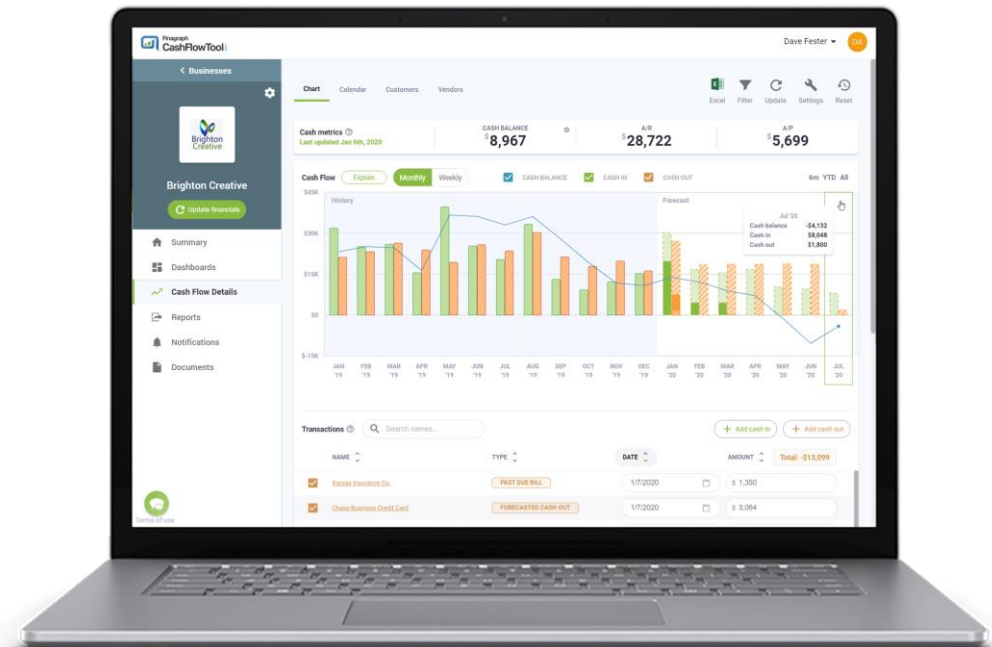 Finagraph
CashFlowTool
Dave Fester
DA
< Businesses
Brighton
Creative
Brighton Creative
Update financials
Summary
Dashboards
Cash Flow Details
Reports
Notifications
Documents
Terms of use
Chart Calendar Customers Vendors
Excel Filter Update Settings Reset
Cash metrics
Last updated Jan 6th, 2020
CASH BALANCE
$8,967
A/R
$28,722
A/P
$5,699
Cash Flow Explain Monthly Weekly CASH BALANCE CASH IN CASH OUT 6m YTD All
$45K
$30K
$15K
$0
$-15K
History
Forecast
Jul '20
Cash balance -$4,132
Cash in $8,048
Cash out $1,800
JAN '19 FEB '19 MAR '19 APR '19 MAY '19 JUN '19 JUL '19 AUG '19 SEP '19 OCT '19 NOV '19 DEC '19 JAN '20 FEB '20 MAR '20 APR '20 MAY '20 JUN '20 JUL '20
Transactions Search names... + Add cash in + Add cash out
NAME TYPE DATE AMOUNT Total: -$13,099
Kansas Insurance Co. PAST DUE BILL 1/7/2020 $ 1,350
Chase Business Credit Card FORECASTED CASH OUT 1/7/2020 $ 3,064